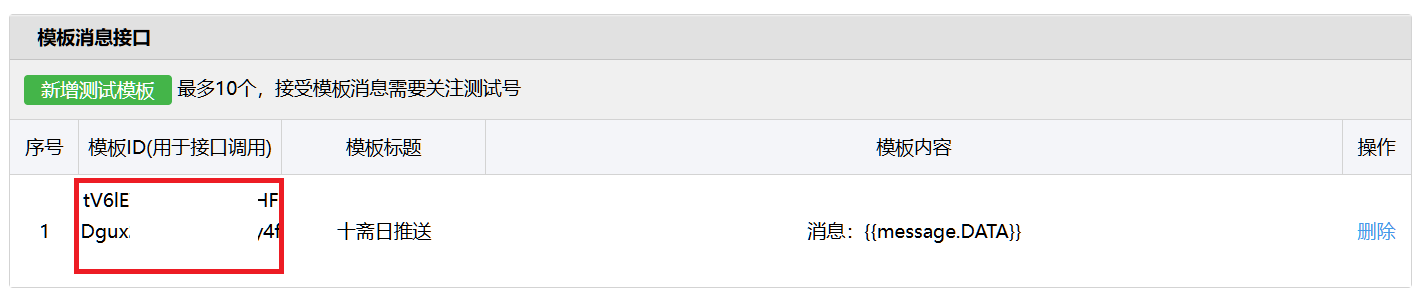 模板消息接口
新增测试模板 最多10个，接受模板消息需要关注测试号
序号 模板ID(用于接口调用) 模板标题 模板内容 操作
tV6lE HF
1 Dgux y4f 十斋日推送 消息：{{message.DATA}} 删除